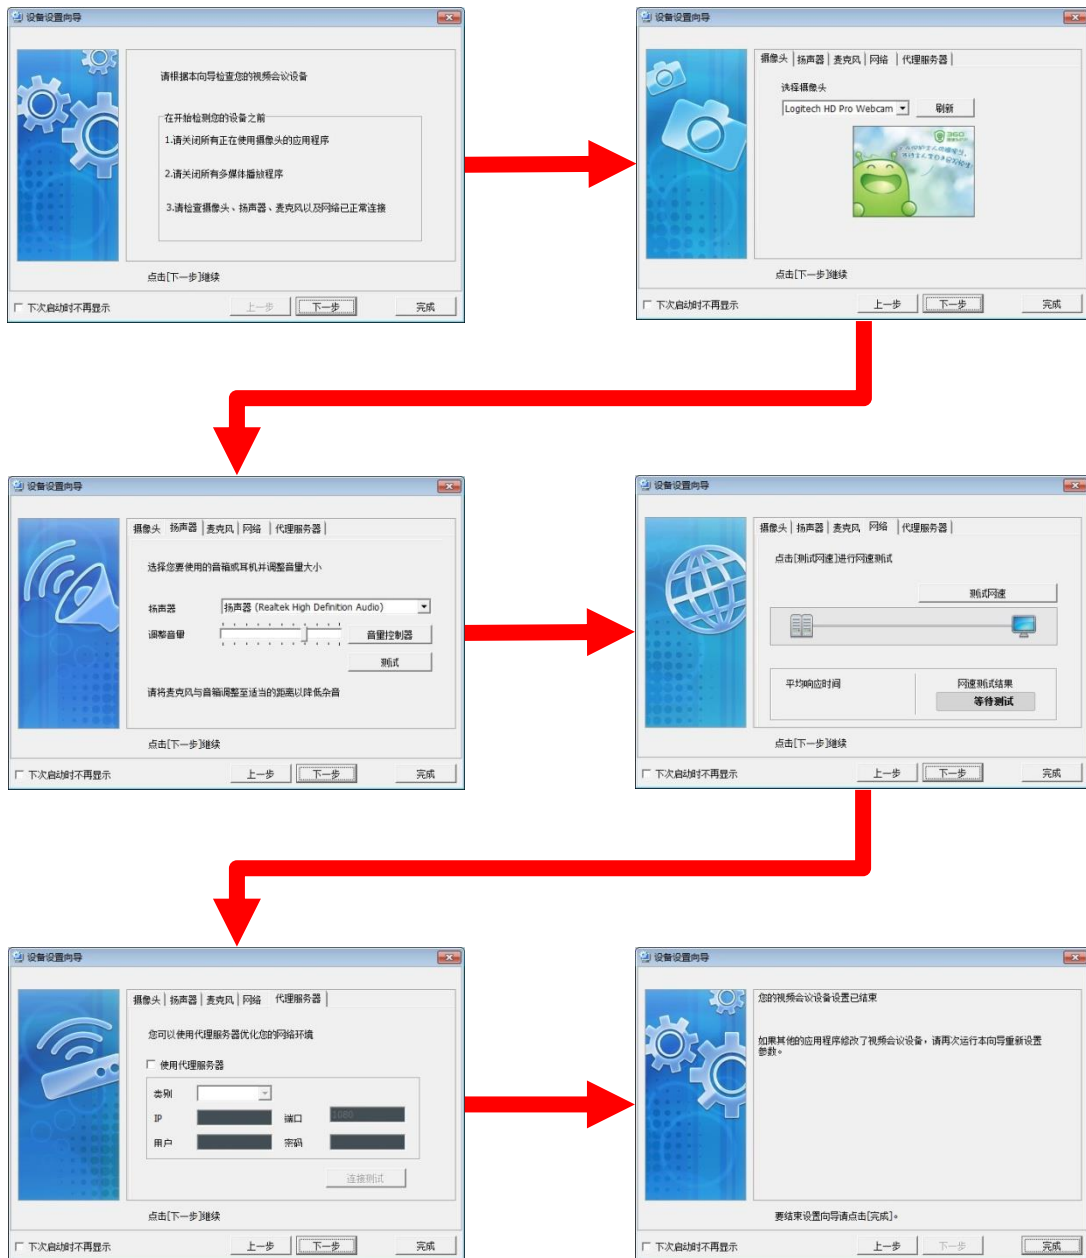 设备设置向导
请根据本向导检查您的视频会议设备
在开始检测您的设备之前
1.请关闭所有正在使用摄像头的应用程序
2.请关闭所有多媒体播放程序
3.请检查摄像头、扬声器、麦克风以及网络已正常连接
点击[下一步]继续
下次启动时不再显示 上一步 下一步 完成
设备设置向导
摄像头 扬声器 麦克风 网络 代理服务器
选择摄像头
Logitech HD Pro Webcam 刷新
360
点击[下一步]继续
下次启动时不再显示 上一步 下一步 完成
设备设置向导
摄像头 扬声器 麦克风 网络 代理服务器
选择您要使用的音箱或耳机并调整音量大小
扬声器 扬声器 (Realtek High Definition Audio)
调整音量 音量控制器
测试
请将麦克风与音箱调整至适当的距离以降低杂音
点击[下一步]继续
下次启动时不再显示 上一步 下一步 完成
设备设置向导
摄像头 扬声器 麦克风 网络 代理服务器
点击[测试网速]进行网速测试
测试网速
平均响应时间 网速测试结果
等待测试
点击[下一步]继续
下次启动时不再显示 上一步 下一步 完成
设备设置向导
摄像头 扬声器 麦克风 网络 代理服务器
您可以使用代理服务器优化您的网络环境
使用代理服务器
类别
IP 端口 1080
用户 密码
连接测试
点击[下一步]继续
下次启动时不再显示 上一步 下一步 完成
设备设置向导
您的视频会议设备设置已结束
如果其他的应用程序修改了视频会议设备，请再次运行本向导重新设置
参数。
要结束设置向导请点击[完成]。
下次启动时不再显示 上一步 下一步 完成